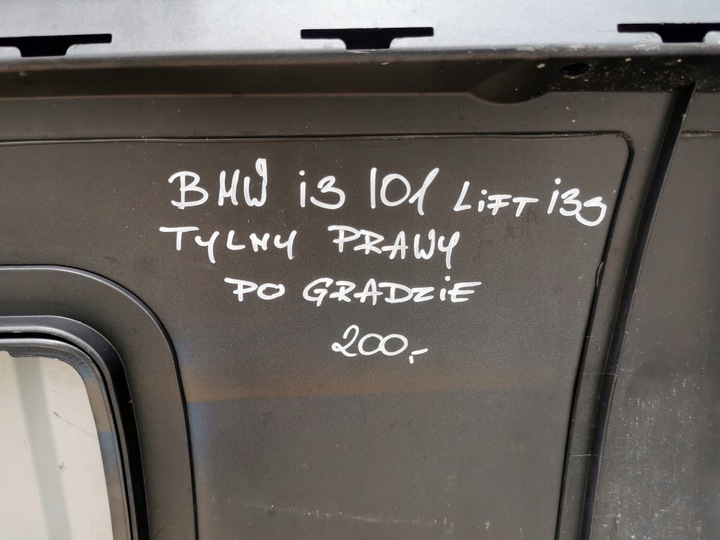 BMW i3 I01 LiFT i3s
TYLNY PRAWY
PO GRADZiE
200,-